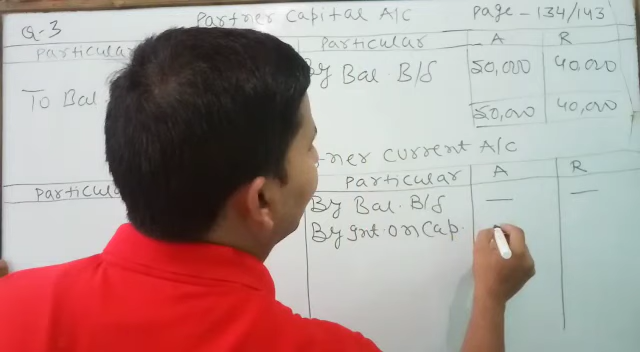 Q-3 Partner Capital A/C Page - 134/143
Particular Particular A R
To Bal By Bal. B/f 50,000 40,000
50,000 40,000
ner Current A/C
Particular Particular A R
By Bal. B/f — —
By Int. on Cap.